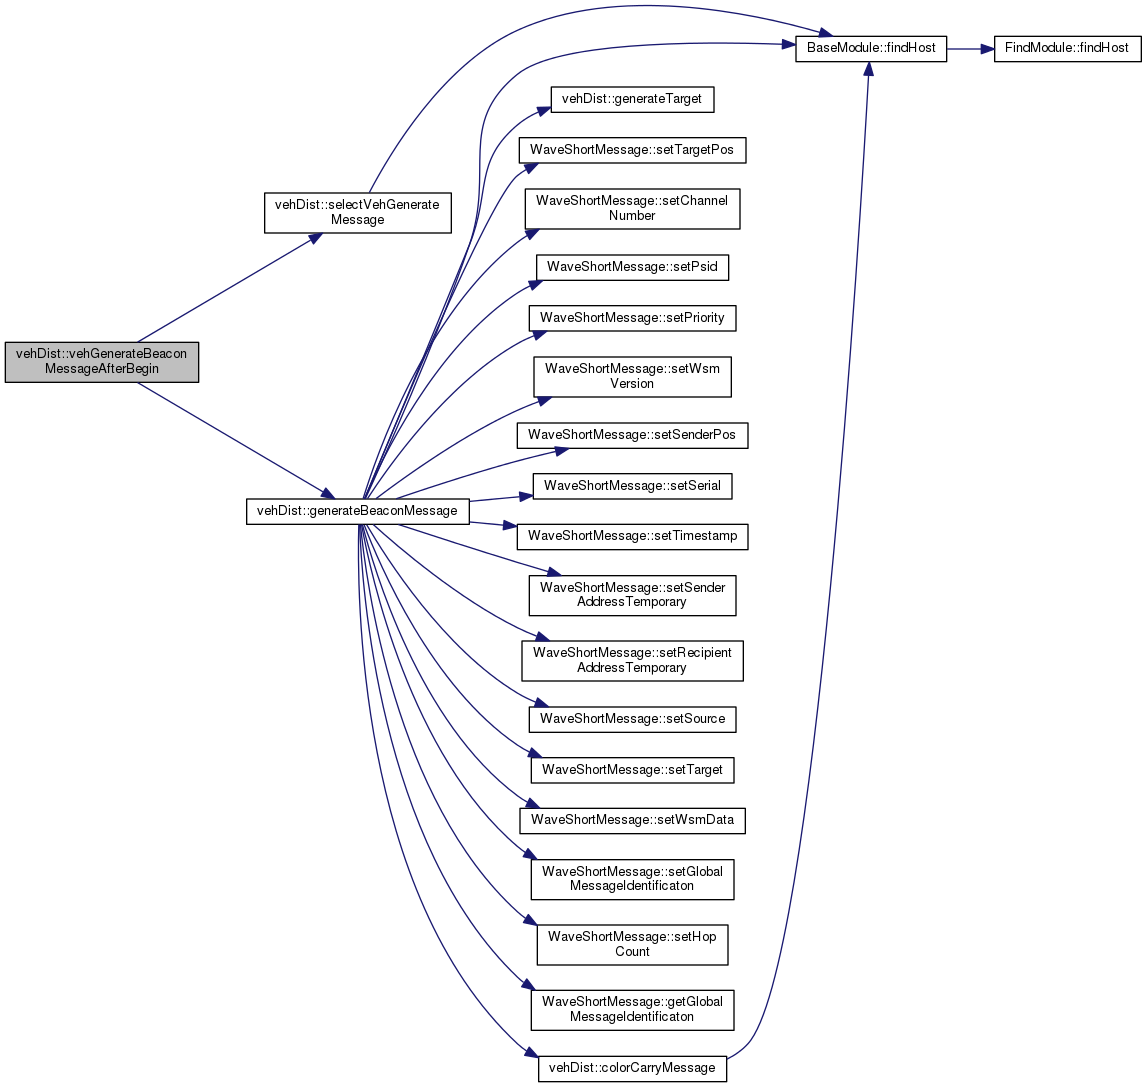 BaseModule::findHost
FindModule::findHost
vehDist::generateTarget
WaveShortMessage::setTargetPos
vehDist::selectVehGenerate
Message
WaveShortMessage::setChannel
Number
WaveShortMessage::setPsid
WaveShortMessage::setPriority
vehDist::vehGenerateBeacon
MessageAfterBegin
WaveShortMessage::setWsm
Version
WaveShortMessage::setSenderPos
WaveShortMessage::setSerial
vehDist::generateBeaconMessage
WaveShortMessage::setTimestamp
WaveShortMessage::setSender
AddressTemporary
WaveShortMessage::setRecipient
AddressTemporary
WaveShortMessage::setSource
WaveShortMessage::setTarget
WaveShortMessage::setWsmData
WaveShortMessage::setGlobal
MessageIdentificaton
WaveShortMessage::setHop
Count
WaveShortMessage::getGlobal
MessageIdentificaton
vehDist::colorCarryMessage